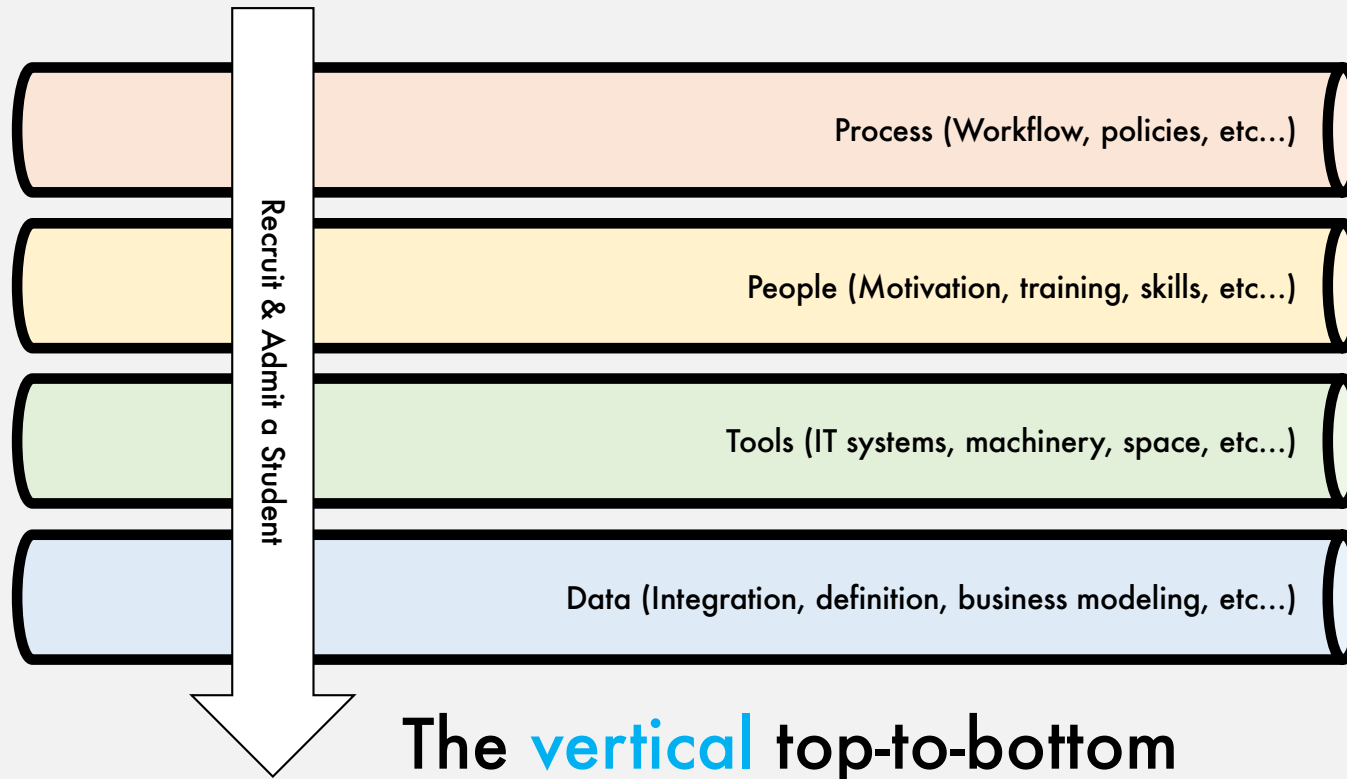 Process (Workflow, policies, etc...)
People (Motivation, training, skills, etc...)
Tools (IT systems, machinery, space, etc...)
Data (Integration, definition, business modeling, etc...)
Recruit & Admit a Student
The vertical top-to-bottom